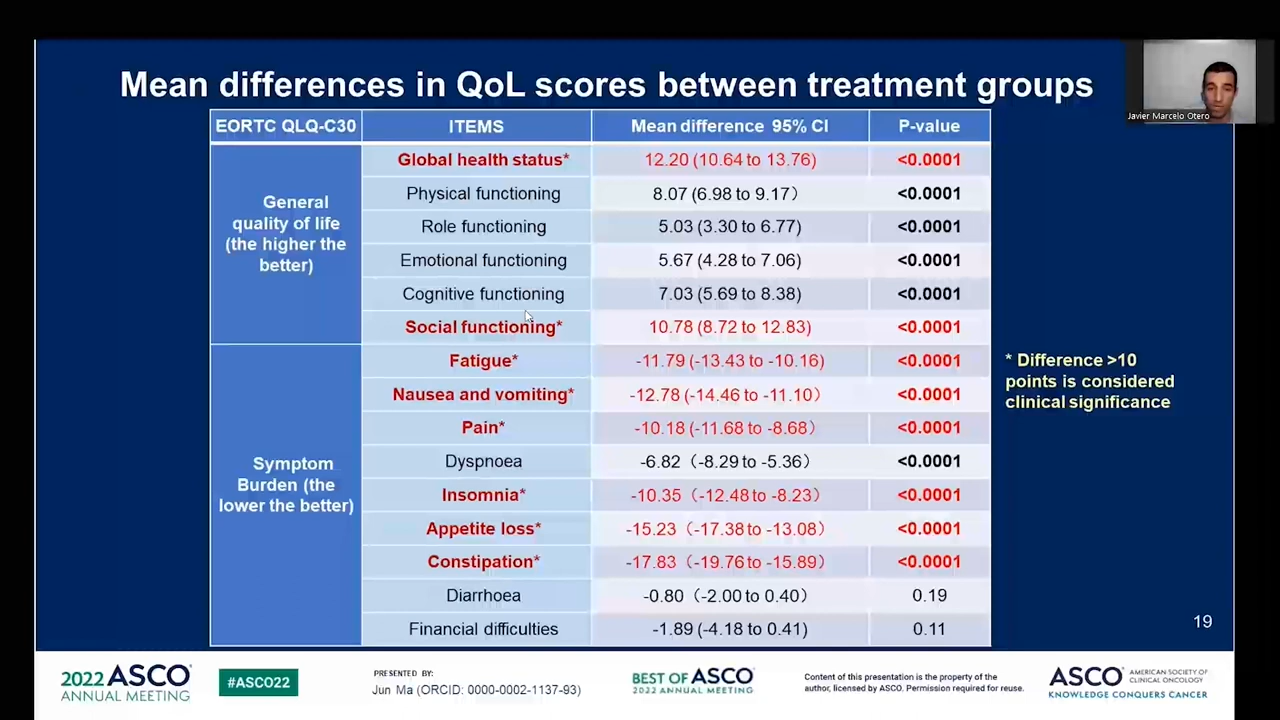 Mean differences in QoL scores between treatment groups
Javier Marcelo Otero
EORTC QLQ-C30 ITEMS Mean difference 95% CI P-value
General
quality of life
(the higher the
better)
Global health status* 12.20 (10.64 to 13.76) <0.0001
Physical functioning 8.07 (6.98 to 9.17) <0.0001
Role functioning 5.03 (3.30 to 6.77) <0.0001
Emotional functioning 5.67 (4.28 to 7.06) <0.0001
Cognitive functioning 7.03 (5.69 to 8.38) <0.0001
Social functioning* 10.78 (8.72 to 12.83) <0.0001
Symptom
Burden (the
lower the better)
Fatigue* -11.79 (-13.43 to -10.16) <0.0001
Nausea and vomiting* -12.78 (-14.46 to -11.10) <0.0001
Pain* -10.18 (-11.68 to -8.68) <0.0001
Dyspnoea -6.82 (-8.29 to -5.36) <0.0001
Insomnia* -10.35 (-12.48 to -8.23) <0.0001
Appetite loss* -15.23 (-17.38 to -13.08) <0.0001
Constipation* -17.83 (-19.76 to -15.89) <0.0001
Diarrhoea -0.80 (-2.00 to 0.40) 0.19
Financial difficulties -1.89 (-4.18 to 0.41) 0.11
* Difference >10
points is considered
clinical significance
19
2022 ASCO
ANNUAL MEETING
#ASCO22
PRESENTED BY:
Jun Ma (ORCID: 0000-0002-1137-93)
BEST OF ASCO
2022 ANNUAL MEETING
Content of this presentation is the property of the
author, licensed by ASCO. Permission required for reuse.
ASCO AMERICAN SOCIETY OF
CLINICAL ONCOLOGY
KNOWLEDGE CONQUERS CANCER